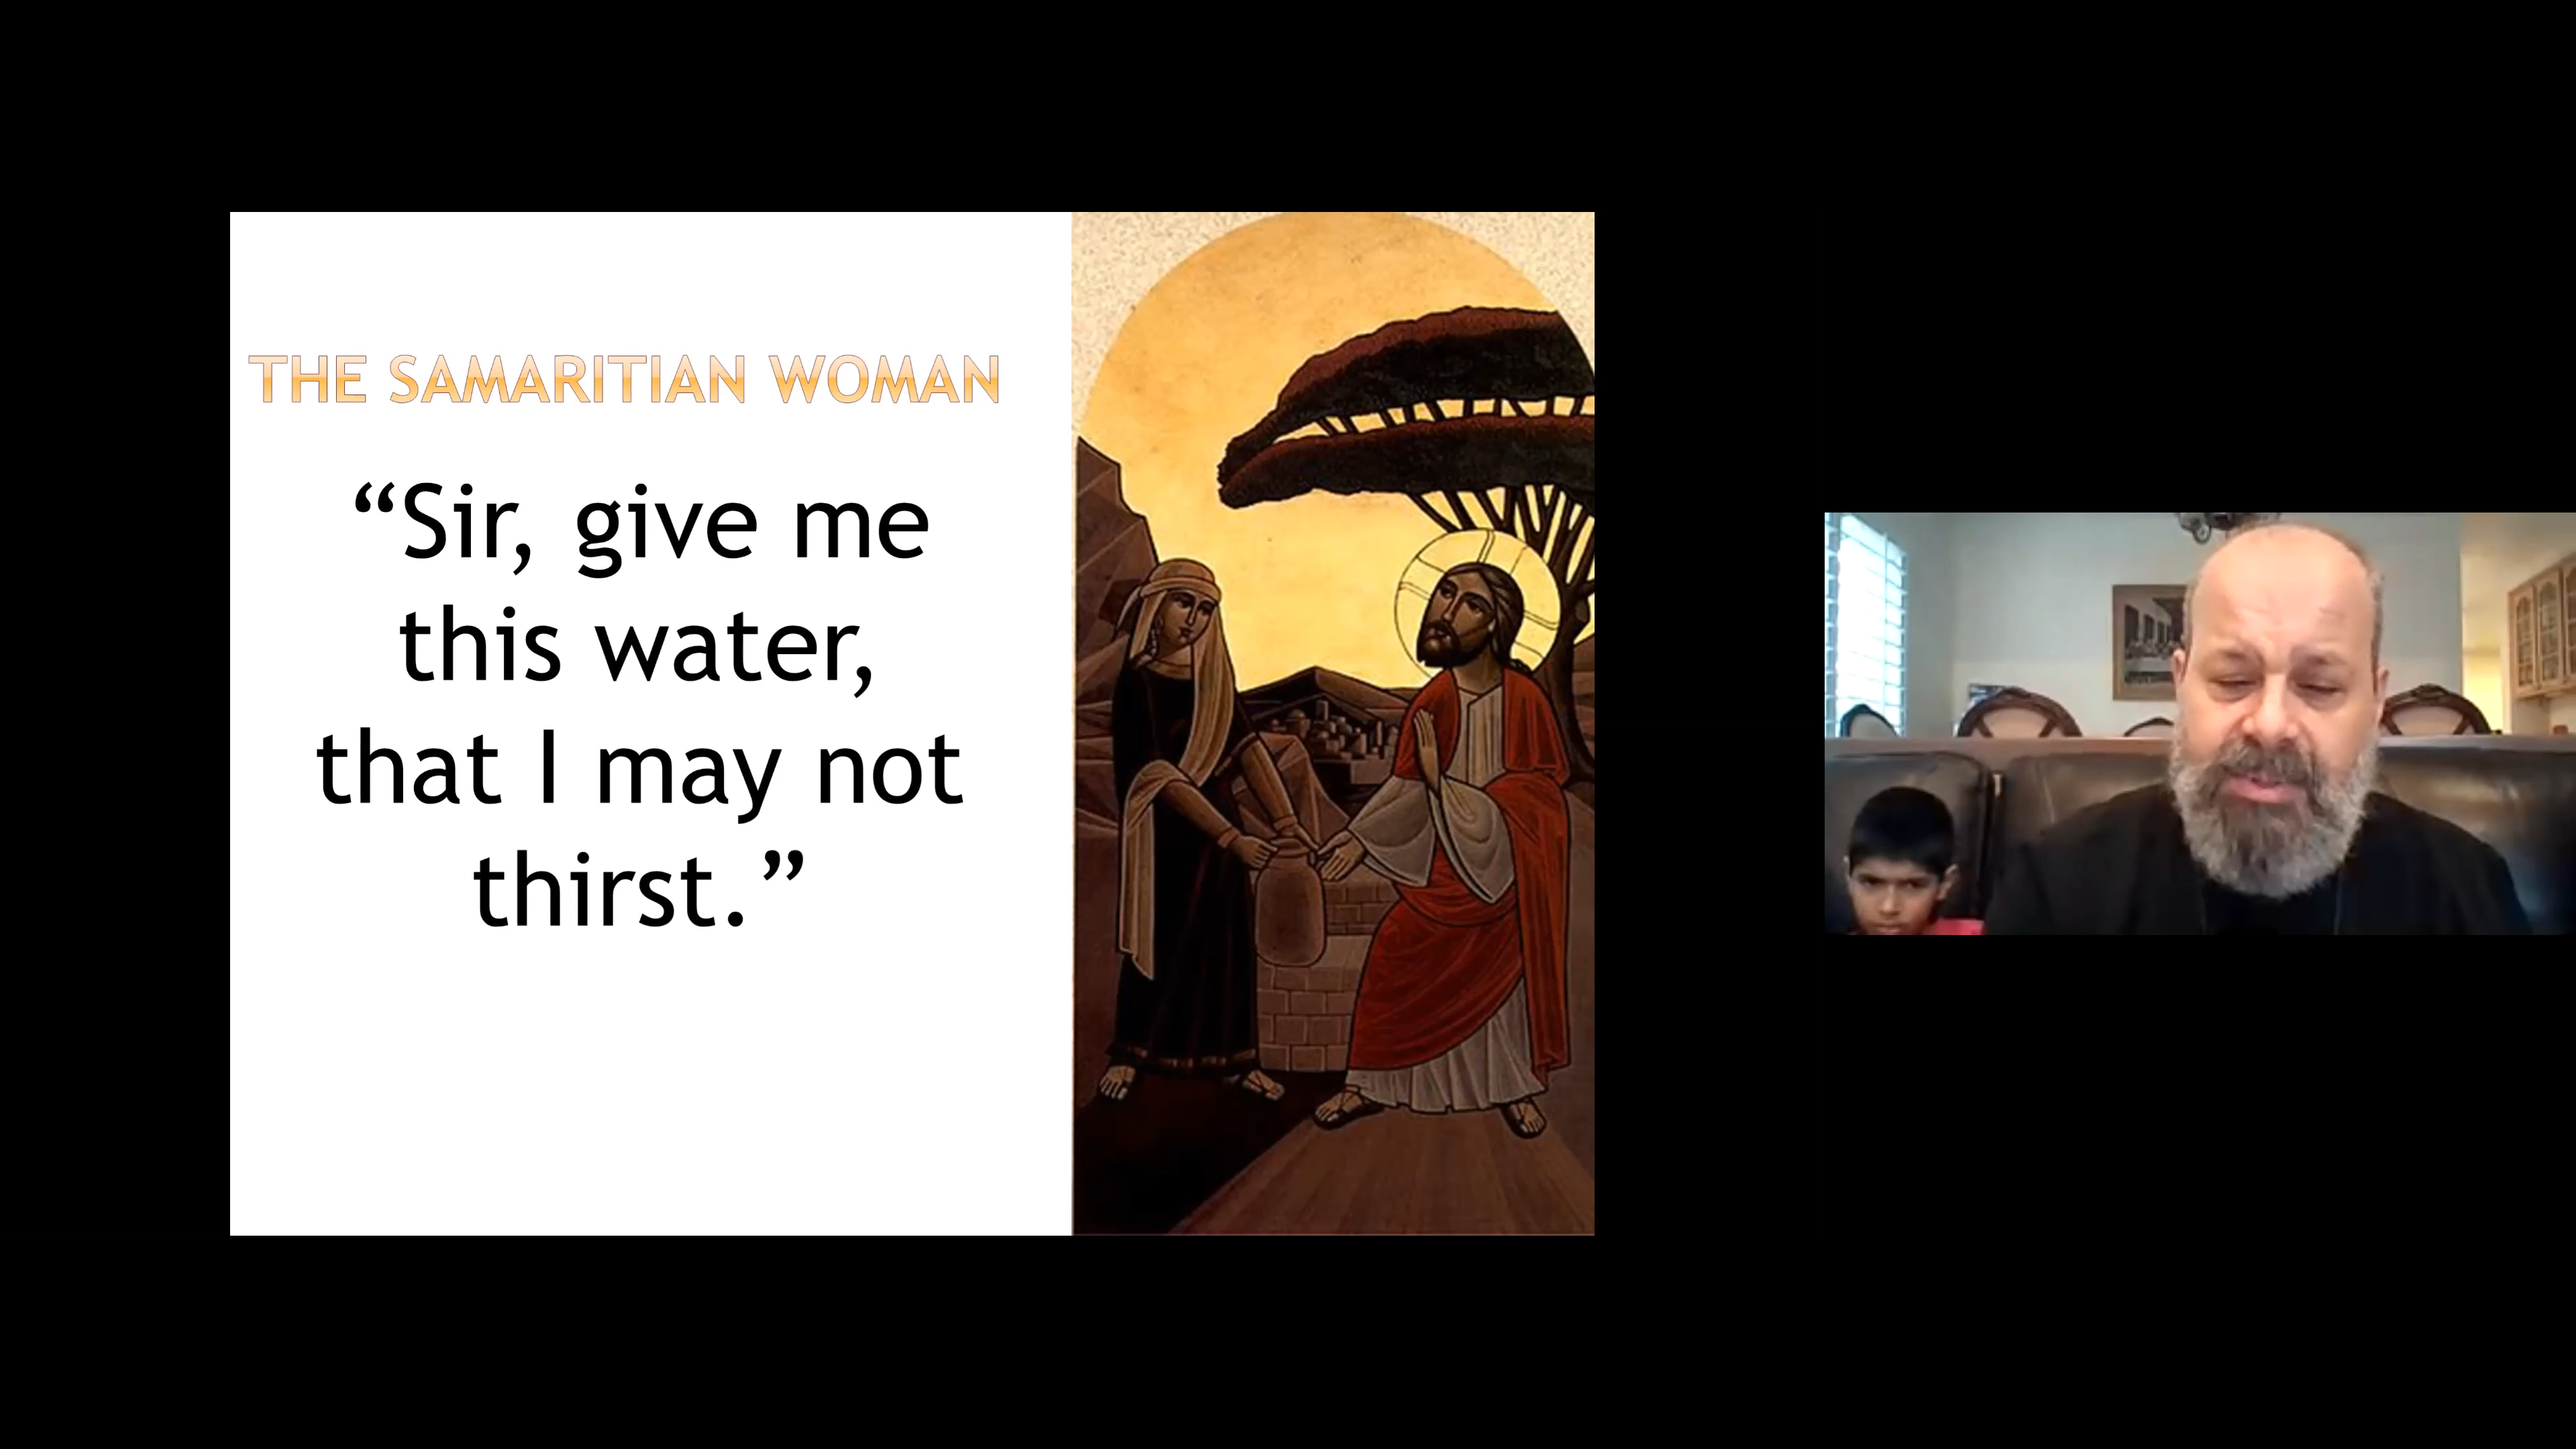 THE SAMARITIAN WOMAN
“Sir, give me
this water,
that I may not
thirst.”